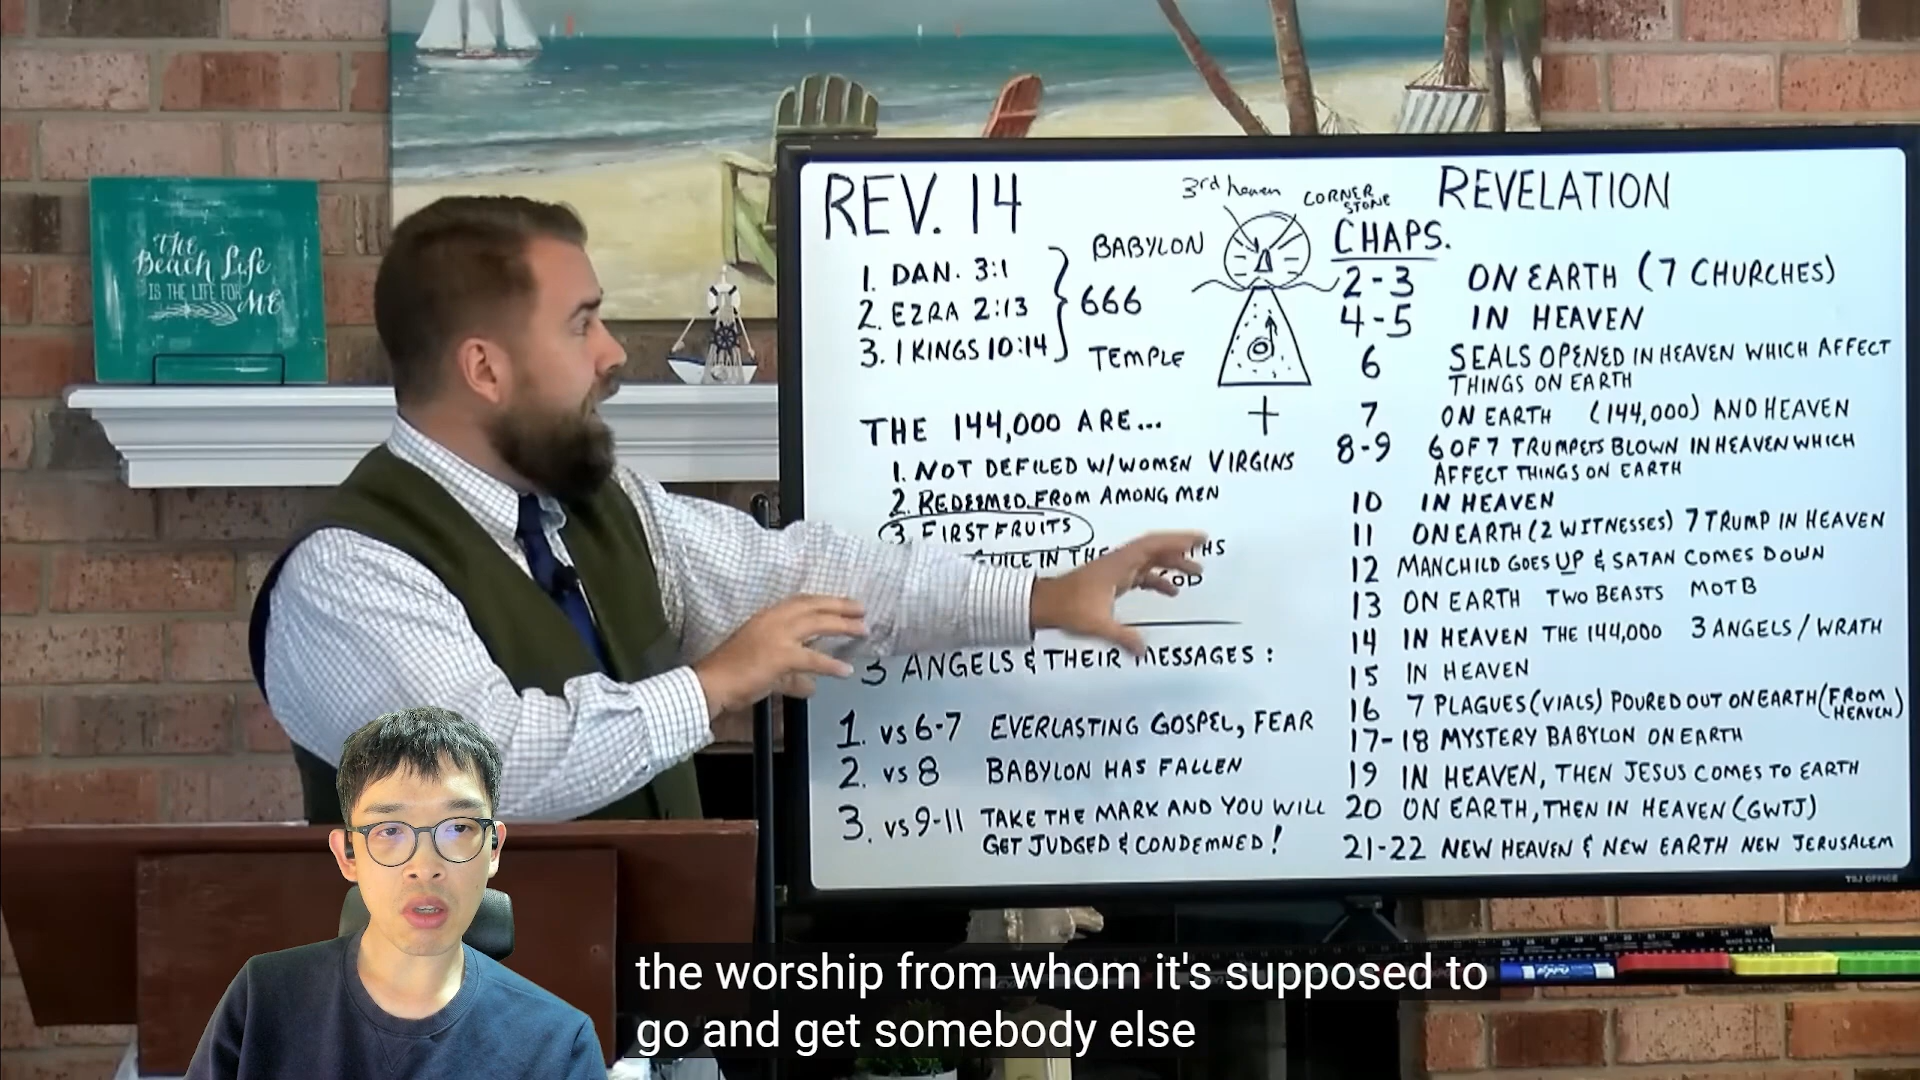 The
Beach Life
IS THE LIFE FOR
ME
REV. 14
1. DAN. 3:1
2. EZRA 2:13
3. 1 KINGS 10:14
BABYLON
666
TEMPLE
3rd heaven
CORNER
STONE
THE 144,000 ARE...
1. NOT DEFILED W/WOMEN VIRGINS
2. REDEEMED FROM AMONG MEN
3. FIRST FRUITS
GUILE IN
3 ANGELS & THEIR MESSAGES:
1. vs 6-7 EVERLASTING GOSPEL, FEAR
2. vs 8 BABYLON HAS FALLEN
3. vs 9-11 TAKE THE MARK AND YOU WILL
GET JUDGED & CONDEMNED!
REVELATION
CHAPS.
2-3 ON EARTH (7 CHURCHES)
4-5 IN HEAVEN
6 SEALS OPENED IN HEAVEN WHICH AFFECT
THINGS ON EARTH
7 ON EARTH (144,000) AND HEAVEN
8-9 6 OF 7 TRUMPETS BLOWN IN HEAVEN WHICH
AFFECT THINGS ON EARTH
10 IN HEAVEN
11 ON EARTH (2 WITNESSES) 7 TRUMP IN HEAVEN
12 MANCHILD GOES UP & SATAN COMES DOWN
13 ON EARTH TWO BEASTS MOTB
14 IN HEAVEN THE 144,000 3 ANGELS/WRATH
15 IN HEAVEN
16 7 PLAGUES (VIALS) POURED OUT ON EARTH (FROM
HEAVEN)
17-18 MYSTERY BABYLON ON EARTH
19 IN HEAVEN, THEN JESUS COMES TO EARTH
20 ON EARTH, THEN IN HEAVEN (GWTJ)
21-22 NEW HEAVEN & NEW EARTH NEW JERUSALEM
the worship from whom it's supposed to
go and get somebody else